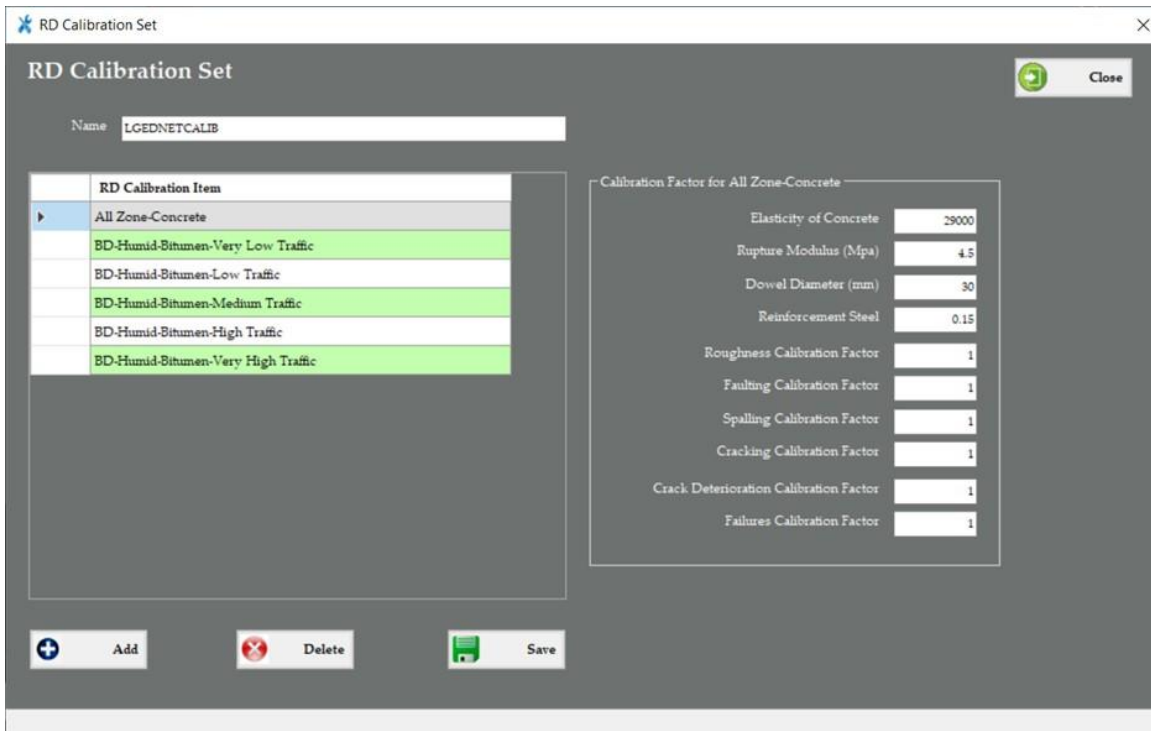 RD Calibration Set
RD Calibration Set
Close
Name LGEDNETCALIB
RD Calibration Item
All Zone-Concrete
BD-Humid-Bitumen-Very Low Traffic
BD-Humid-Bitumen-Low Traffic
BD-Humid-Bitumen-Medium Traffic
BD-Humid-Bitumen-High Traffic
BD-Humid-Bitumen-Very High Traffic
Calibration Factor for All Zone-Concrete
Elasticity of Concrete 29000
Rupture Modulus (Mpa) 4.5
Dowel Diameter (mm) 30
Reinforcement Steel 0.15
Roughness Calibration Factor 1
Faulting Calibration Factor 1
Spalling Calibration Factor 1
Cracking Calibration Factor 1
Crack Deterioration Calibration Factor 1
Failures Calibration Factor 1
Add Delete Save